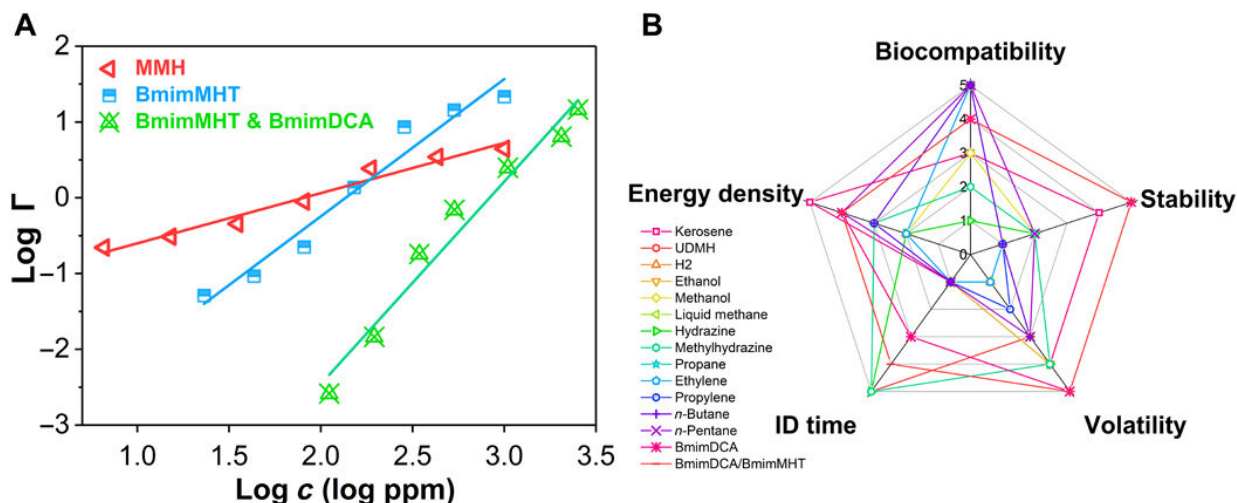 A
2
1
0
−1
−2
−3
Log Γ
MMH
BmimMHT
BmimMHT & BmimDCA
1.0 1.5 2.0 2.5 3.0 3.5
Log c (log ppm)
B
Biocompatibility
5
4
3
2
1
0
Energy density
Stability
ID time
Volatility
Kerosene
UDMH
H2
Ethanol
Methanol
Liquid methane
Hydrazine
Methylhydrazine
Propane
Ethylene
Propylene
n-Butane
n-Pentane
BmimDCA
BmimDCA/BmimMHT